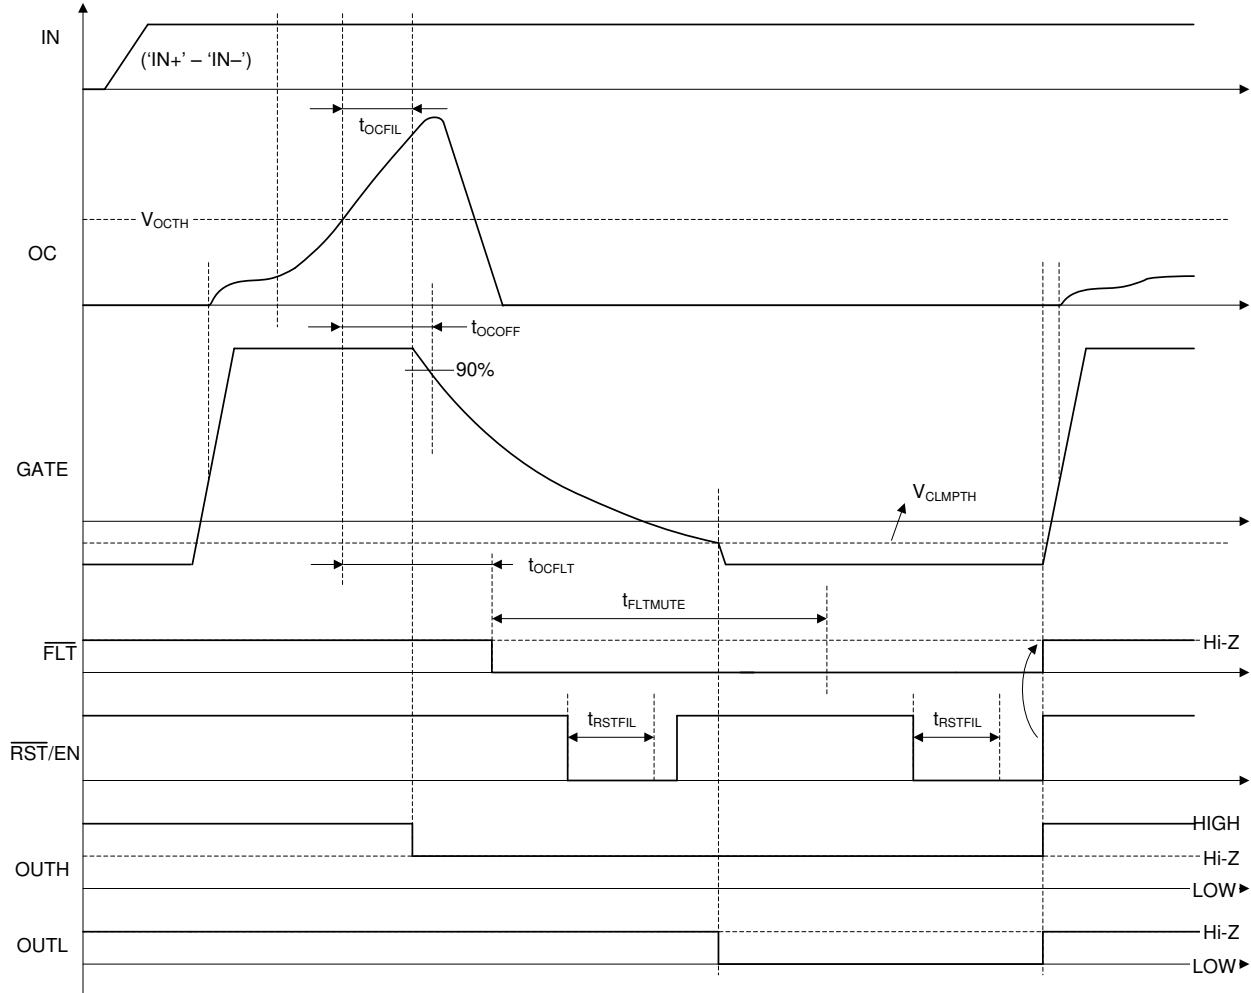 IN
(‘IN+’ – ‘IN–’)
tOCFIL
VOCTH
OC
tOCOFF
90%
GATE
VCLMPTH
tOCFLT
tFLTMUTE
FLT
Hi-Z
tRSTFIL
tRSTFIL
RST/EN
HIGH
OUTH
Hi-Z
LOW
OUTL
Hi-Z
LOW